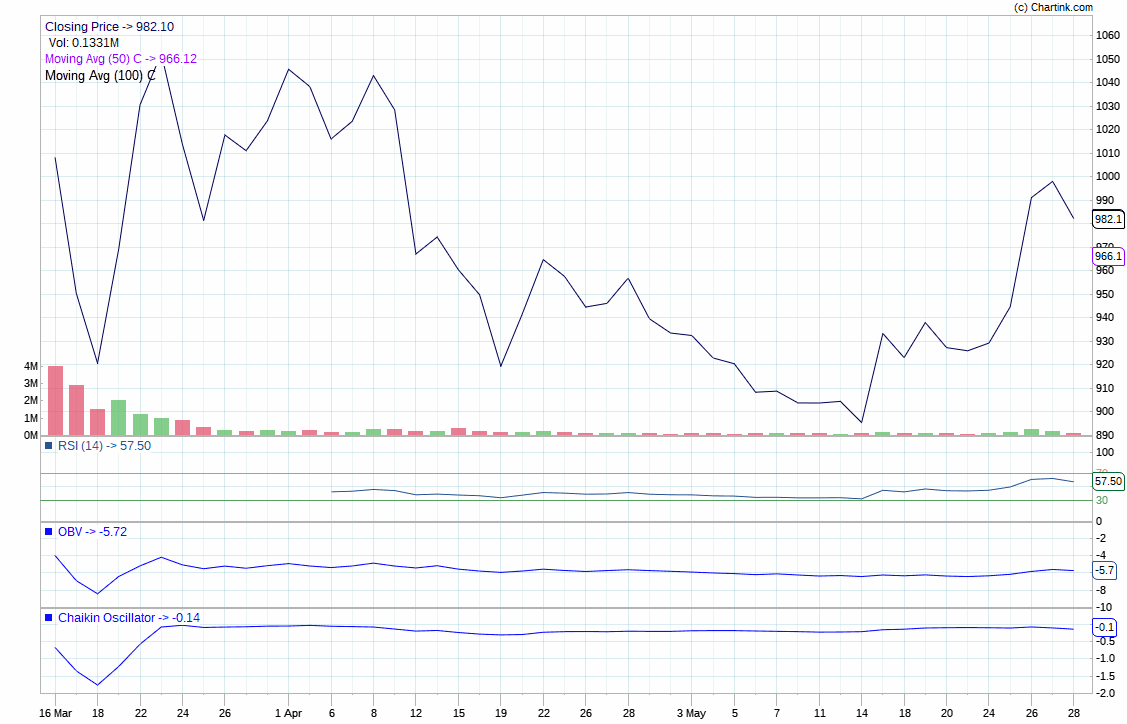 (c) Chartink.com
Closing Price -> 982.10
Vol: 0.1331M
Moving Avg (50) C -> 966.12
Moving Avg (100) C
1060
1050
1040
1030
1020
1010
1000
990
982.1
970
966.1
960
950
940
930
920
910
900
890
4M
3M
2M
1M
0M
RSI (14) -> 57.50
100
70
57.50
30
0
OBV -> -5.72
-2
-4
-5.7
-8
-10
Chaikin Oscillator -> -0.14
-0.1
-0.5
-1.0
-1.5
-2.0
16 Mar 18 22 24 26 1 Apr 6 8 12 15 19 22 26 28 3 May 5 7 11 14 18 20 24 26 28